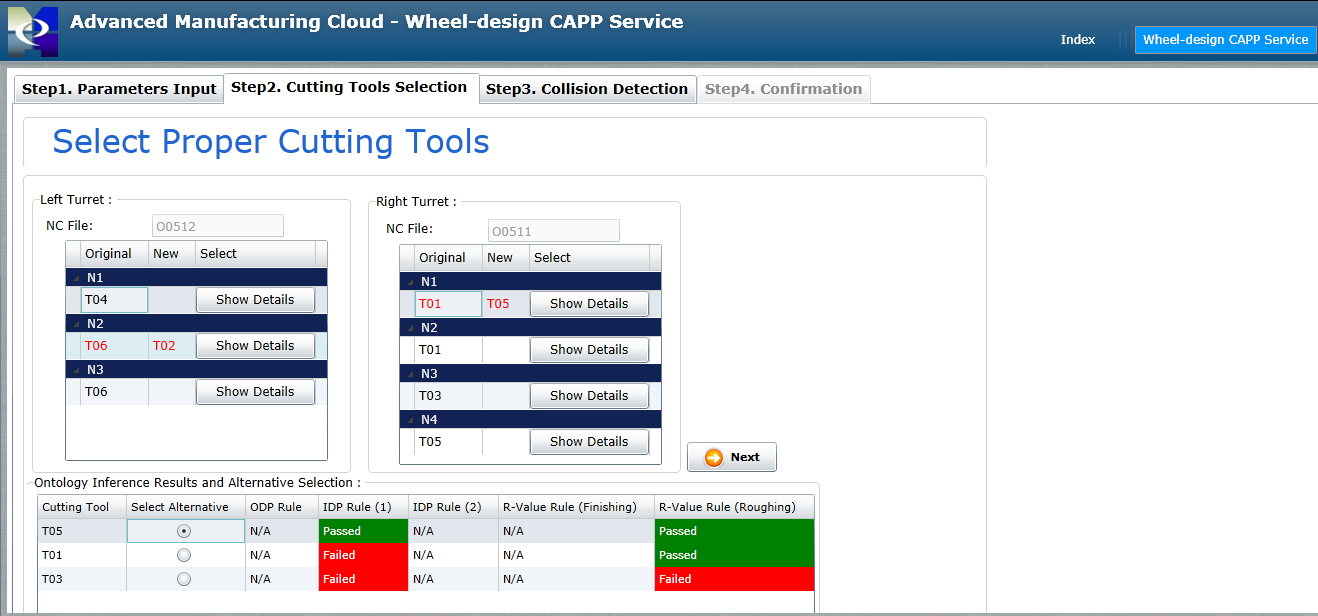 Advanced Manufacturing Cloud - Wheel-design CAPP Service
Index Wheel-design CAPP Service
Step1. Parameters Input Step2. Cutting Tools Selection Step3. Collision Detection Step4. Confirmation
Select Proper Cutting Tools
Left Turret :
NC File: O0512
Original New Select
N1
T04 Show Details
N2
T06 T02 Show Details
N3
T06 Show Details
Right Turret :
NC File: O0511
Original New Select
N1
T01 T05 Show Details
N2
T01 Show Details
N3
T03 Show Details
N4
T05 Show Details
Next
Ontology Inference Results and Alternative Selection :
Cutting Tool Select Alternative ODP Rule IDP Rule (1) IDP Rule (2) R-Value Rule (Finishing) R-Value Rule (Roughing)
T05 N/A Passed N/A N/A Passed
T01 N/A Failed N/A N/A Passed
T03 N/A Failed N/A N/A Failed